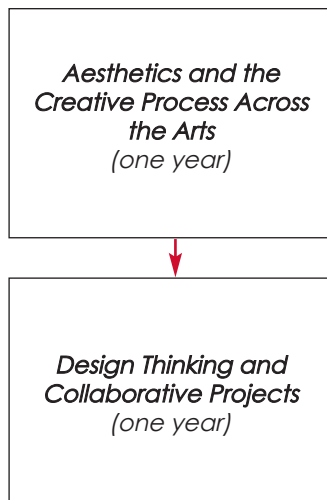 Aesthetics and the
Creative Process Across
the Arts
(one year)
Design Thinking and
Collaborative Projects
(one year)